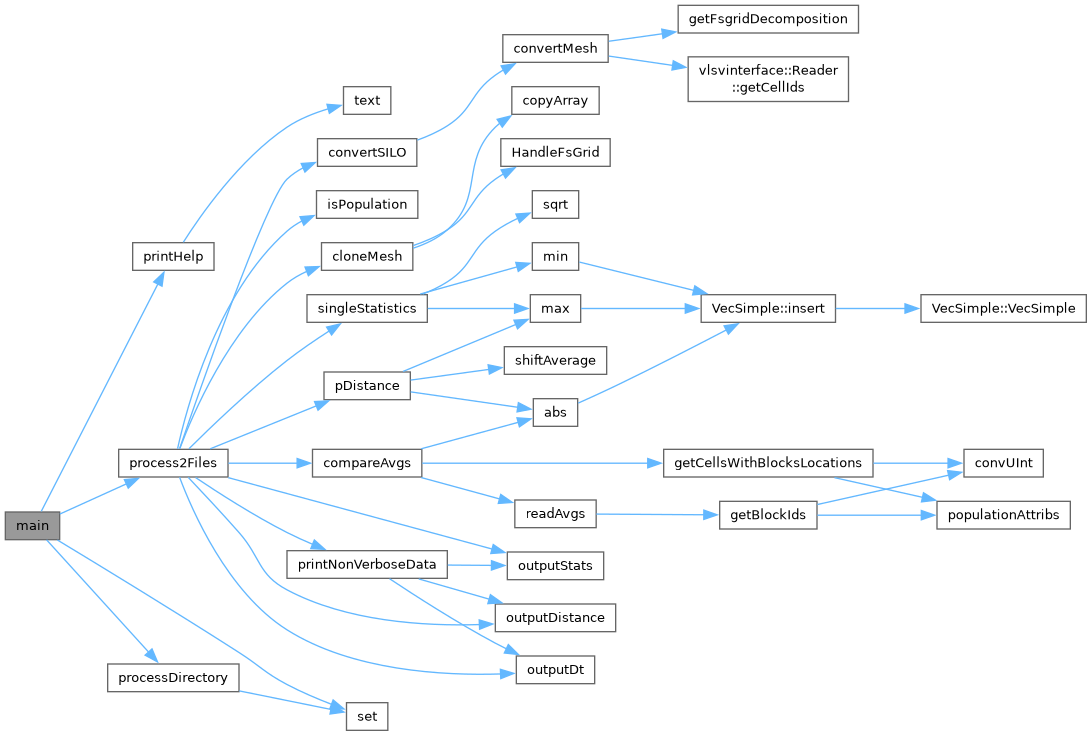 getFsgridDecomposition
convertMesh
vlsvinterface::Reader
::getCellIds
text
copyArray
convertSILO
HandleFsGrid
isPopulation
sqrt
printHelp
cloneMesh
min
singleStatistics
max
VecSimple::insert
VecSimple::VecSimple
shiftAverage
pDistance
abs
process2Files
compareAvgs
getCellsWithBlocksLocations
convUInt
main
readAvgs
getBlockIds
populationAttribs
printNonVerboseData
outputStats
outputDistance
processDirectory
outputDt
set